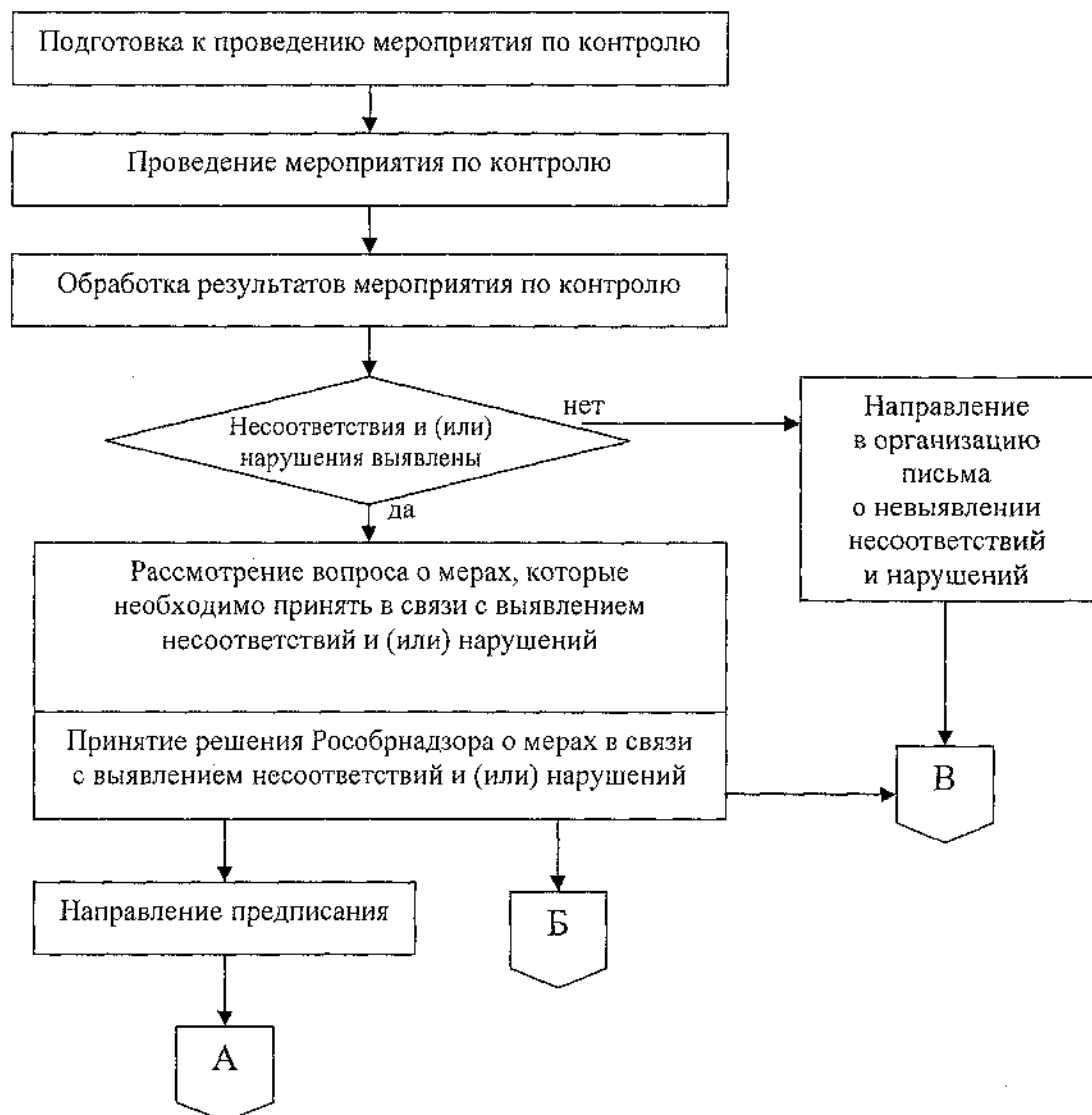 Подготовка к проведению мероприятия по контролю
Проведение мероприятия по контролю
Обработка результатов мероприятия по контролю
Несоответствия и (или)
нарушения выявлены
нет
да
Направление
в организацию
письма
о невыявлении
несоответствий
и нарушений
Рассмотрение вопроса о мерах, которые
необходимо принять в связи с выявлением
несоответствий и (или) нарушений
Принятие решения Рособрнадзора о мерах в связи
с выявлением несоответствий и (или) нарушений
В
Направление предписания
Б
А